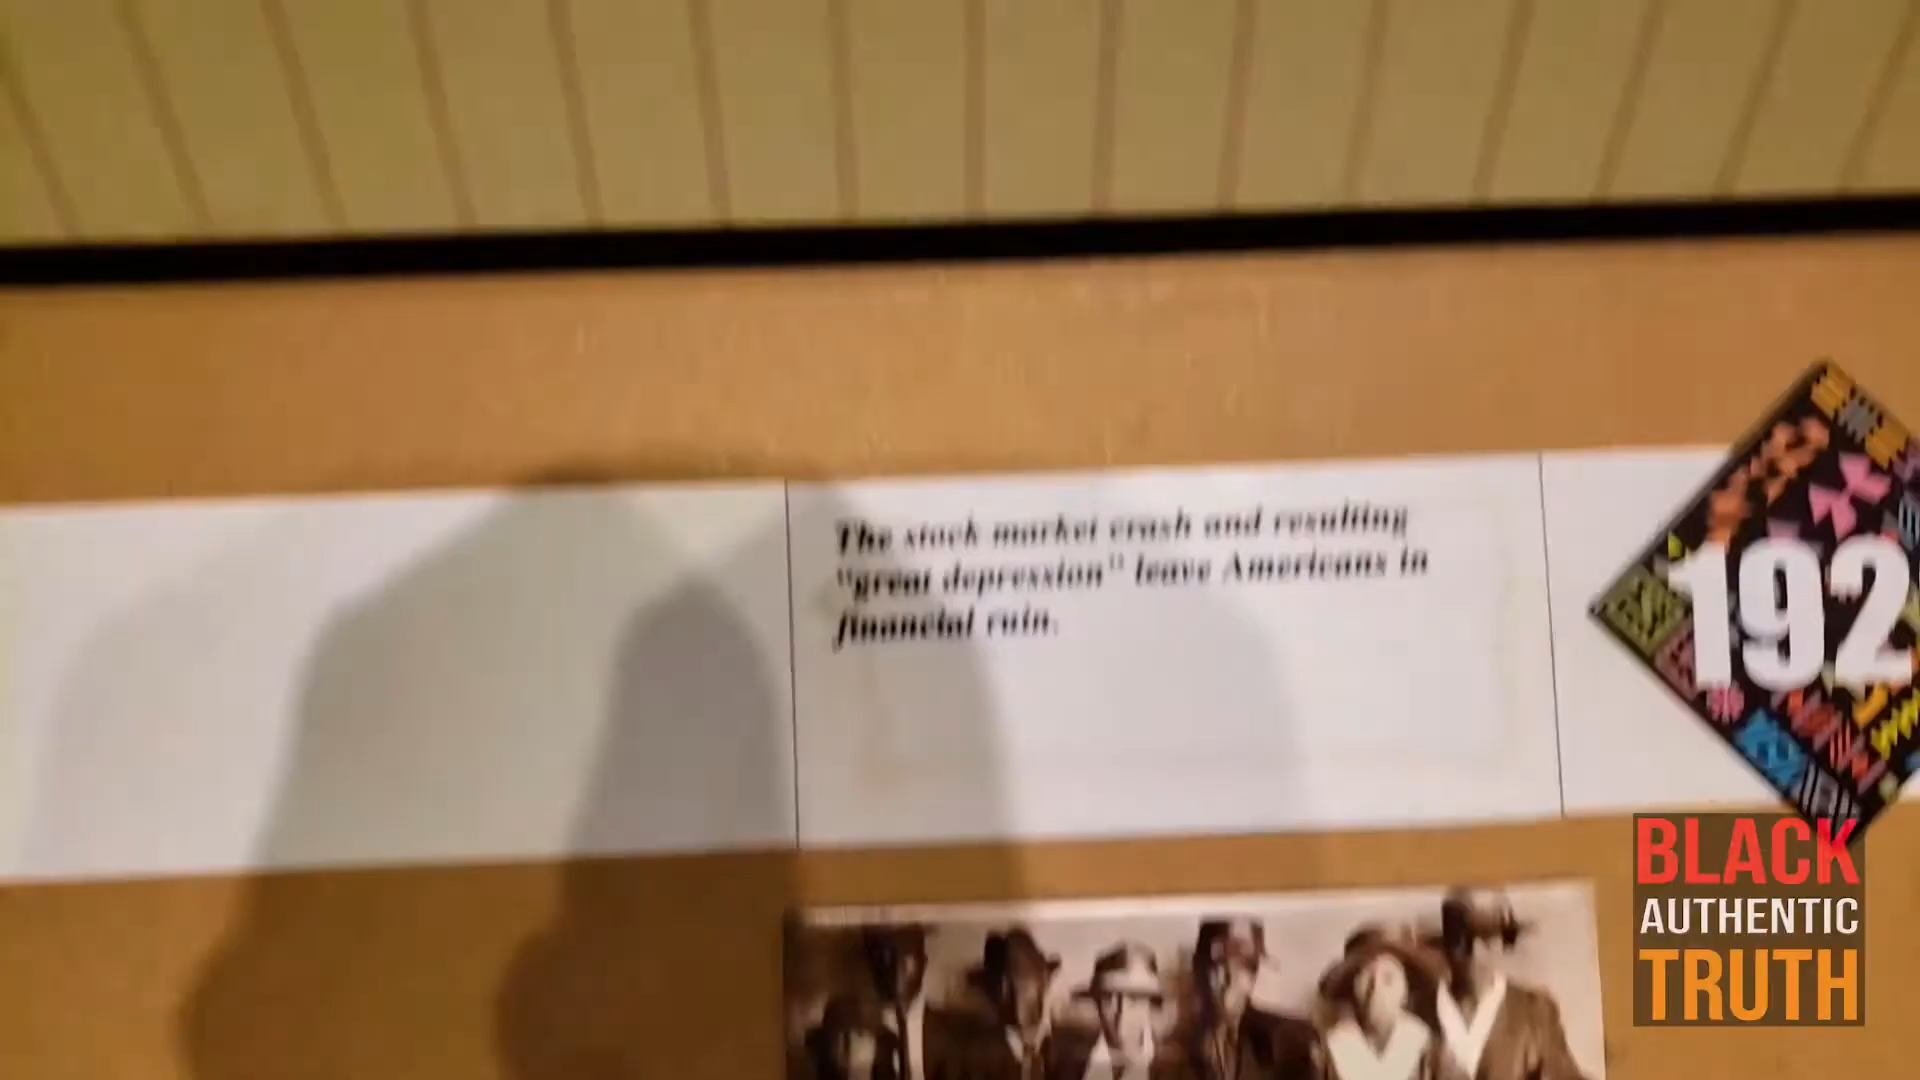 The stock market crash and resulting
"great depression" leave Americans in
financial ruin.
192
BLACK
AUTHENTIC
TRUTH